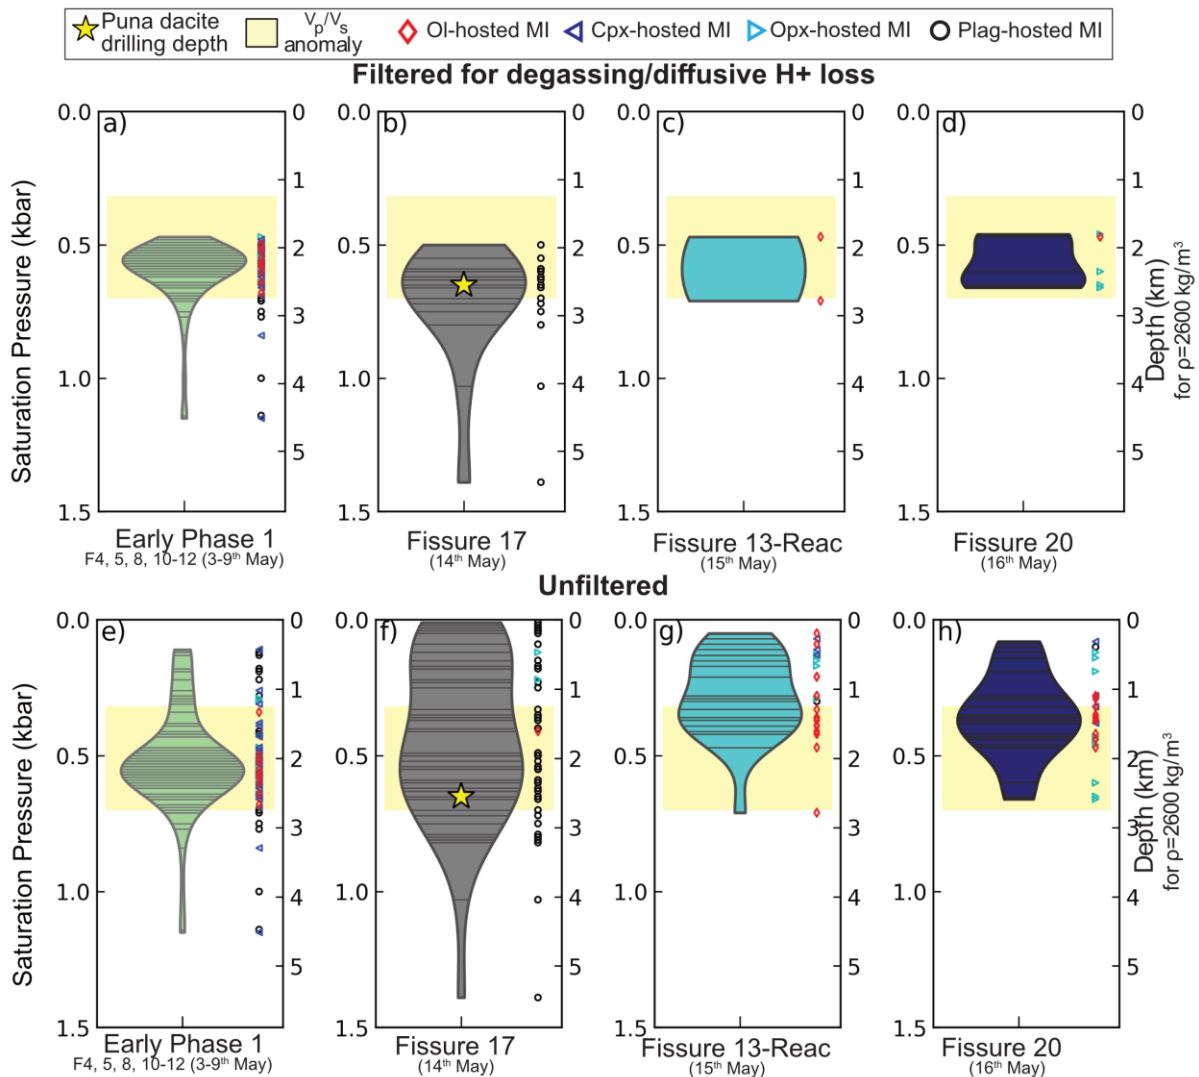 Puna dacite drilling depth
Vp/Vs anomaly
Ol-hosted MI
Cpx-hosted MI
Opx-hosted MI
Plag-hosted MI
Filtered for degassing/diffusive H+ loss
Saturation Pressure (kbar)
a)
0.0
0.5
1.0
1.5
0
1
2
3
4
5
Early Phase 1
F4, 5, 8, 10-12 (3-9th May)
b)
0.0
0.5
1.0
1.5
0
1
2
3
4
5
Fissure 17
(14th May)
c)
0.0
0.5
1.0
1.5
0
1
2
3
4
5
Fissure 13-Reac
(15th May)
d)
0.0
0.5
1.0
1.5
0
1
2
3
4
5
Fissure 20
(16th May)
Depth (km)
for ρ=2600 kg/m³
Unfiltered
Saturation Pressure (kbar)
e)
0.0
0.5
1.0
1.5
0
1
2
3
4
5
Early Phase 1
F4, 5, 8, 10-12 (3-9th May)
f)
0.0
0.5
1.0
1.5
0
1
2
3
4
5
Fissure 17
(14th May)
g)
0.0
0.5
1.0
1.5
0
1
2
3
4
5
Fissure 13-Reac
(15th May)
h)
0.0
0.5
1.0
1.5
0
1
2
3
4
5
Fissure 20
(16th May)
Depth (km)
for ρ=2600 kg/m³